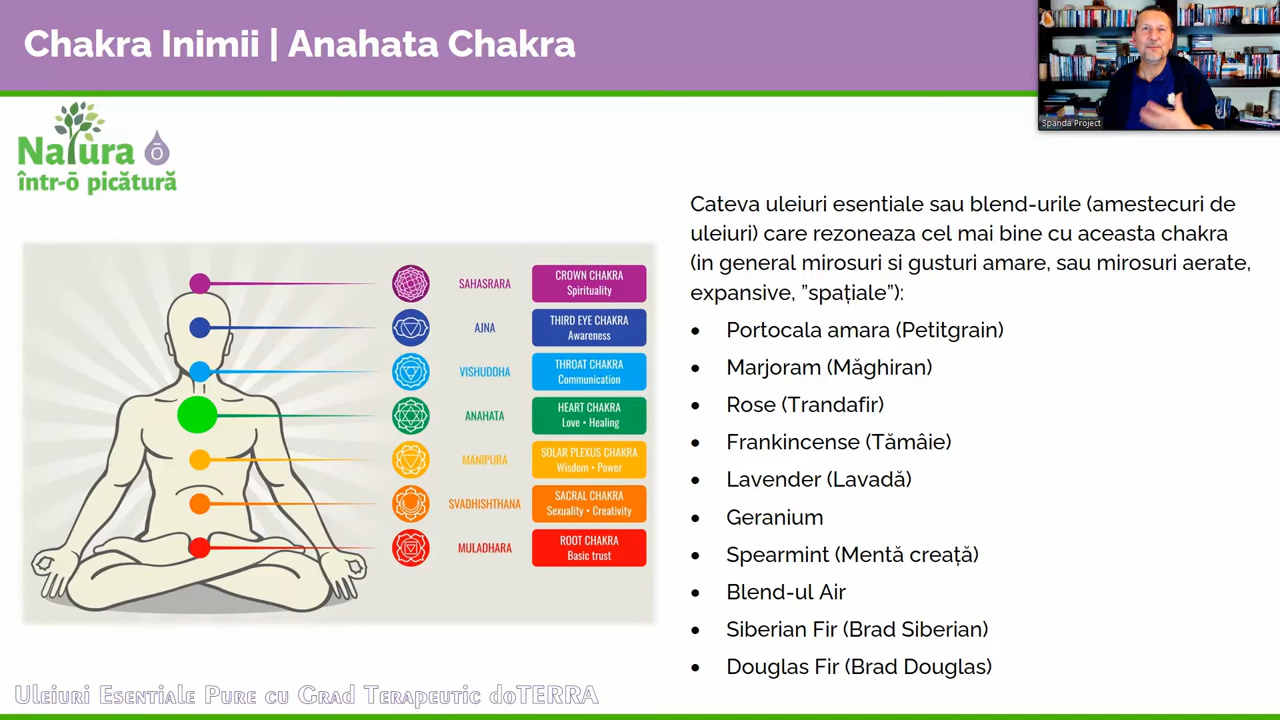 Chakra Inimii | Anahata Chakra
Spanda Project
Natura ō
într-ō picătură
Cateva uleiuri esentiale sau blend-urile (amestecuri de
uleiuri) care rezoneaza cel mai bine cu aceasta chakra
(in general mirosuri si gusturi amare, sau mirosuri aerate,
expansive, ”spațiale”):
• Portocala amara (Petitgrain)
• Marjoram (Măghiran)
• Rose (Trandafir)
• Frankincense (Tămâie)
• Lavender (Lavadă)
• Geranium
• Spearmint (Mentă creață)
• Blend-ul Air
• Siberian Fir (Brad Siberian)
• Douglas Fir (Brad Douglas)
SAHASRARA
CROWN CHAKRA
Spirituality
AJNA
THIRD EYE CHAKRA
Awareness
VISHUDDHA
THROAT CHAKRA
Communication
ANAHATA
HEART CHAKRA
Love • Healing
MANIPURA
SOLAR PLEXUS CHAKRA
Wisdom • Power
SVADHISHTHANA
SACRAL CHAKRA
Sexuality • Creativity
MULADHARA
ROOT CHAKRA
Basic trust
Uleiuri Esentiale Pure cu Grad Terapeutic doTERRA